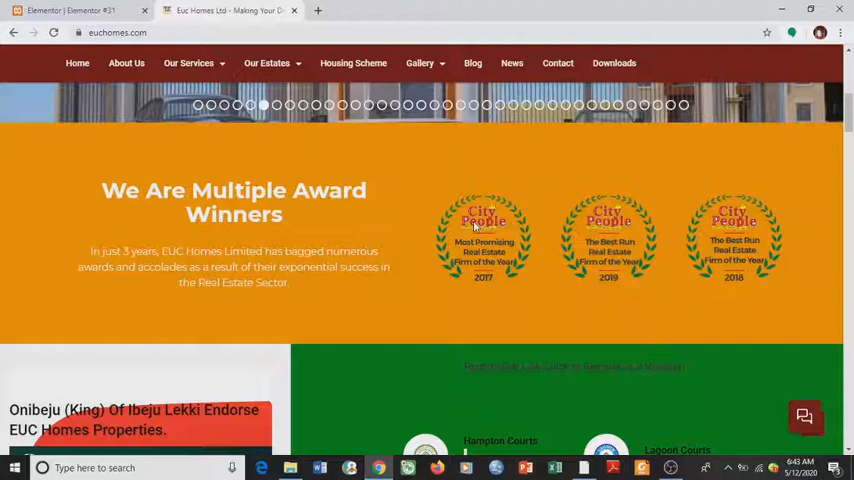 Elementor | Elementor #31
Euc Homes Ltd - Making Your D
euchomes.com
Home
About Us
Our Services
Our Estates
Housing Scheme
Gallery
Blog
News
Contact
Downloads
We Are Multiple Award
Winners
In just 3 years, EUC Homes Limited has bagged numerous
awards and accolades as a result of their exponential success in
the Real Estate Sector.
City
People
Most Promising
Real Estate
Firm of the Year
2017
City
People
The Best Run
Real Estate
Firm of the Year
2019
City
People
The Best Run
Real Estate
Firm of the Year
2018
Onibeju (King) Of Ibeju Lekki Endorse
EUC Homes Properties.
Hampton Courts
Lagoon Courts
Type here to search
6:43 AM
5/12/2020
3